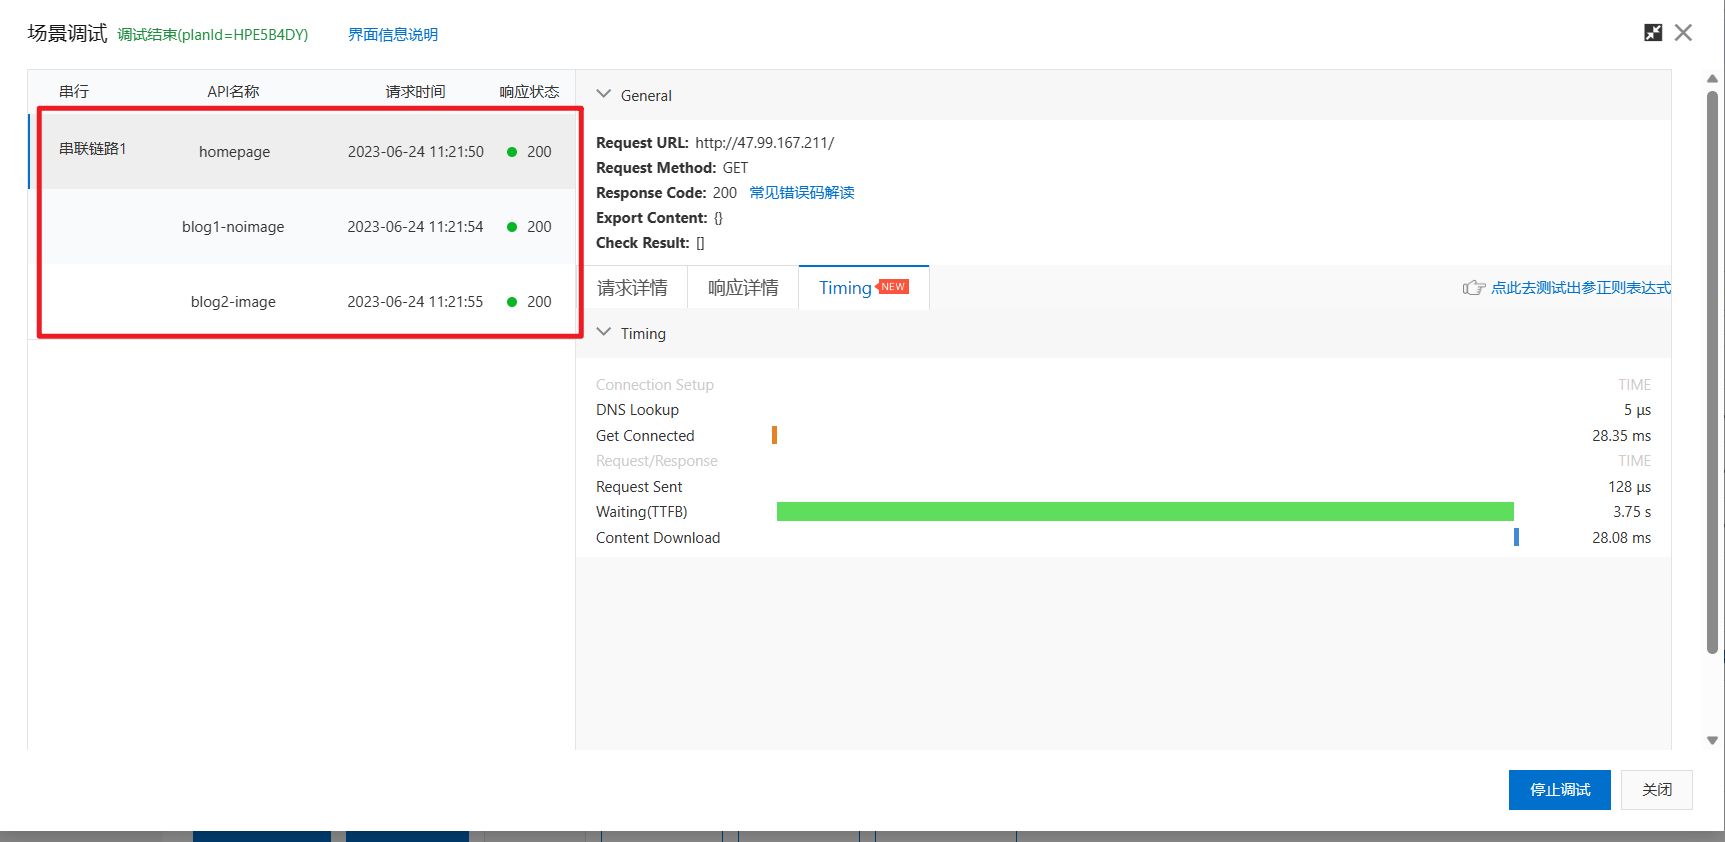 场景调试 调试结束(planId=HPE5B4DY) 界面信息说明
串行 API名称 请求时间 响应状态
串联链路1 homepage 2023-06-24 11:21:50 200
blog1-noimage 2023-06-24 11:21:54 200
blog2-image 2023-06-24 11:21:55 200
General
Request URL: http://47.99.167.211/
Request Method: GET
Response Code: 200 常见错误码解读
Export Content: {}
Check Result: []
请求详情 响应详情 Timing NEW 点此去测试出参正则表达式
Timing
Connection Setup TIME
DNS Lookup 5 μs
Get Connected 28.35 ms
Request/Response TIME
Request Sent 128 μs
Waiting(TTFB) 3.75 s
Content Download 28.08 ms
停止调试 关闭